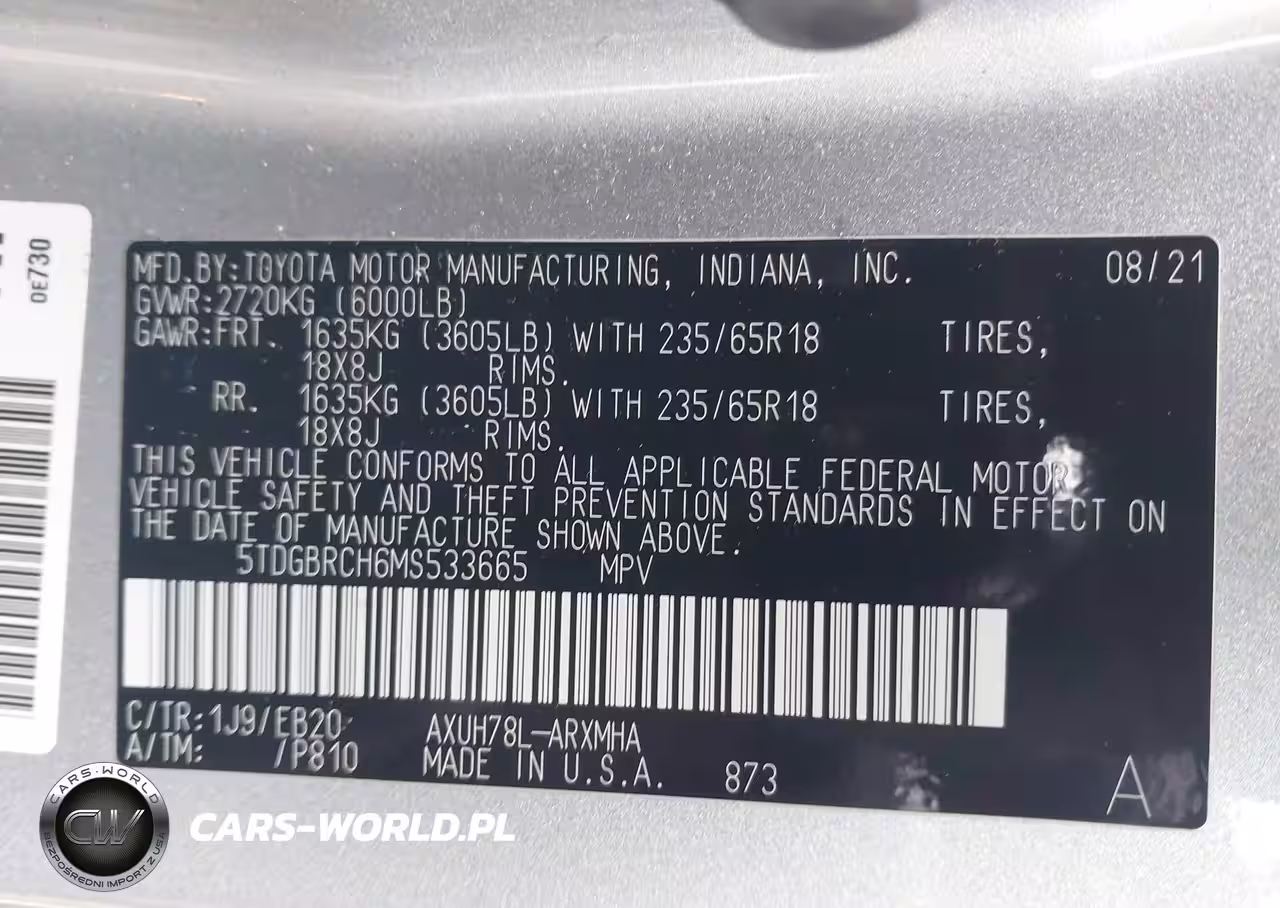 0E730
MFD.BY:TOYOTA MOTOR MANUFACTURING, INDIANA, INC. 08/21
GVWR:2720KG (6000LB)
GAWR:FRT. 1635KG (3605LB) WITH 235/65R18 TIRES,
18X8J RIMS.
RR. 1635KG (3605LB) WITH 235/65R18 TIRES,
18X8J RIMS.
THIS VEHICLE CONFORMS TO ALL APPLICABLE FEDERAL MOTOR
VEHICLE SAFETY AND THEFT PREVENTION STANDARDS IN EFFECT ON
THE DATE OF MANUFACTURE SHOWN ABOVE.
5TDGBRCH6MS533665 MPV
C/TR:1J9/EB20 AXUH78L-ARXMHA
A/TM: /P810 MADE IN U.S.A. 873 A
CARS-WORLD
CW
BEZPOŚREDNI IMPORT Z USA
CARS-WORLD.PL